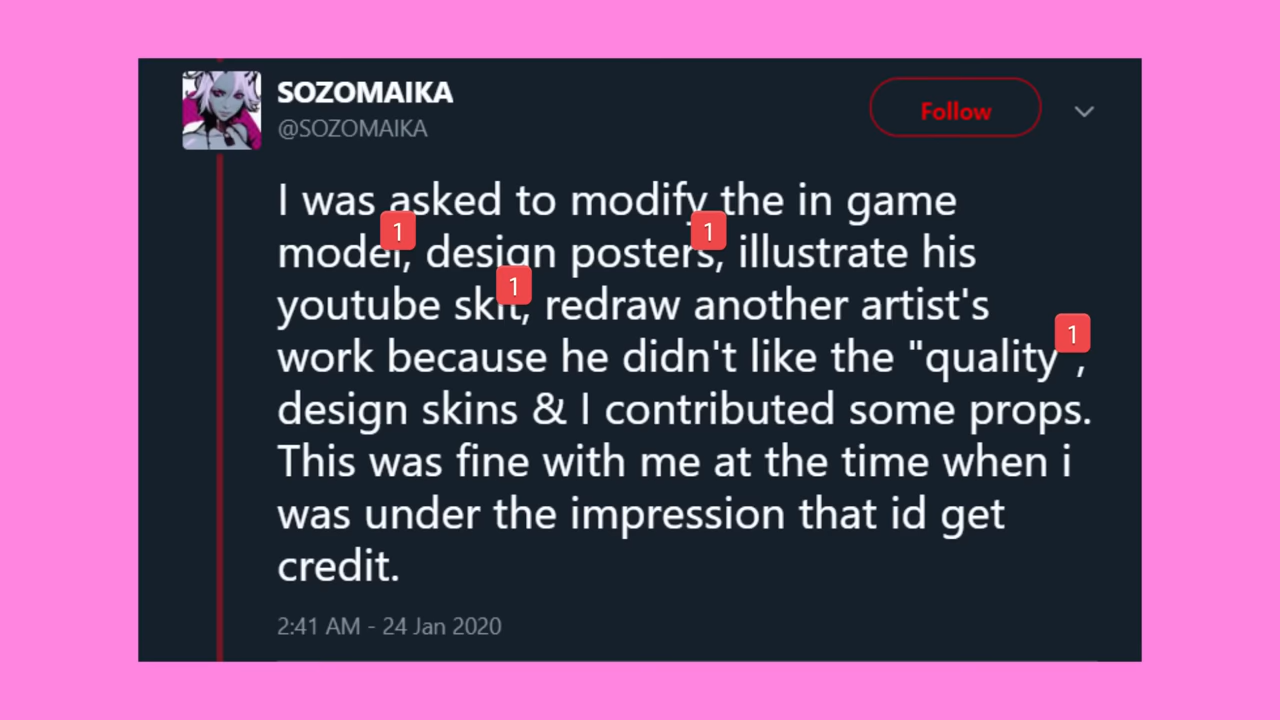 SOZOMAIKA
@SOZOMAIKA
Follow
I was asked to modify the in game
model, design posters, illustrate his
youtube skit, redraw another artist's
work because he didn't like the "quality ,
design skins & I contributed some props.
This was fine with me at the time when i
was under the impression that id get
credit.
2:41 AM - 24 Jan 2020
1
1
1
1